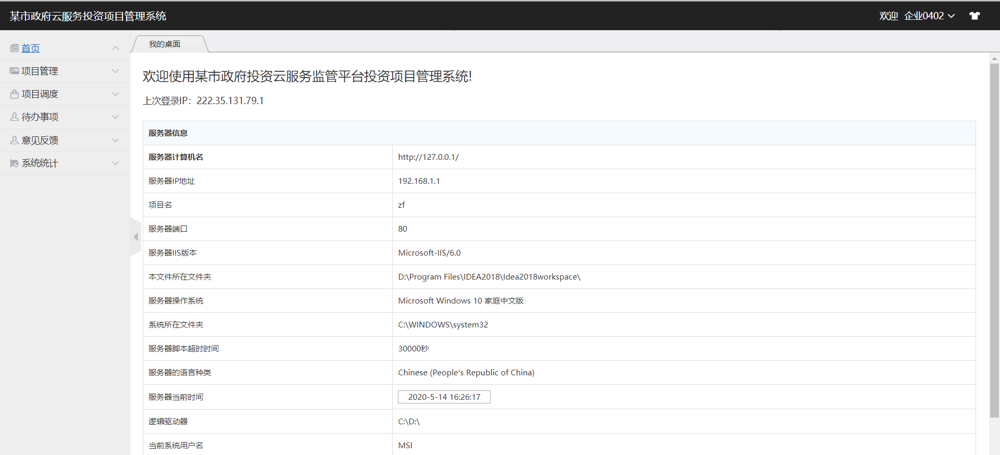 某市政府云服务投资项目管理系统
欢迎 企业0402
首页
项目管理
项目调度
待办事项
意见反馈
系统统计
我的桌面
欢迎使用某市政府投资云服务监管平台投资项目管理系统!
上次登录IP：222.35.131.79.1
服务器信息
服务器计算机名 http://127.0.0.1/
服务器IP地址 192.168.1.1
项目名 zf
服务器端口 80
服务器IIS版本 Microsoft-IIS/6.0
本文件所在文件夹 D:\Program Files\IDEA2018\Idea2018workspace\
服务器操作系统 Microsoft Windows 10 家庭中文版
系统所在文件夹 C:\WINDOWS\system32
服务器脚本超时时间 30000秒
服务器的语言种类 Chinese (People's Republic of China)
服务器当前时间 2020-5-14 16:26:17
逻辑驱动器 C:\D:\
当前系统用户名 MSI